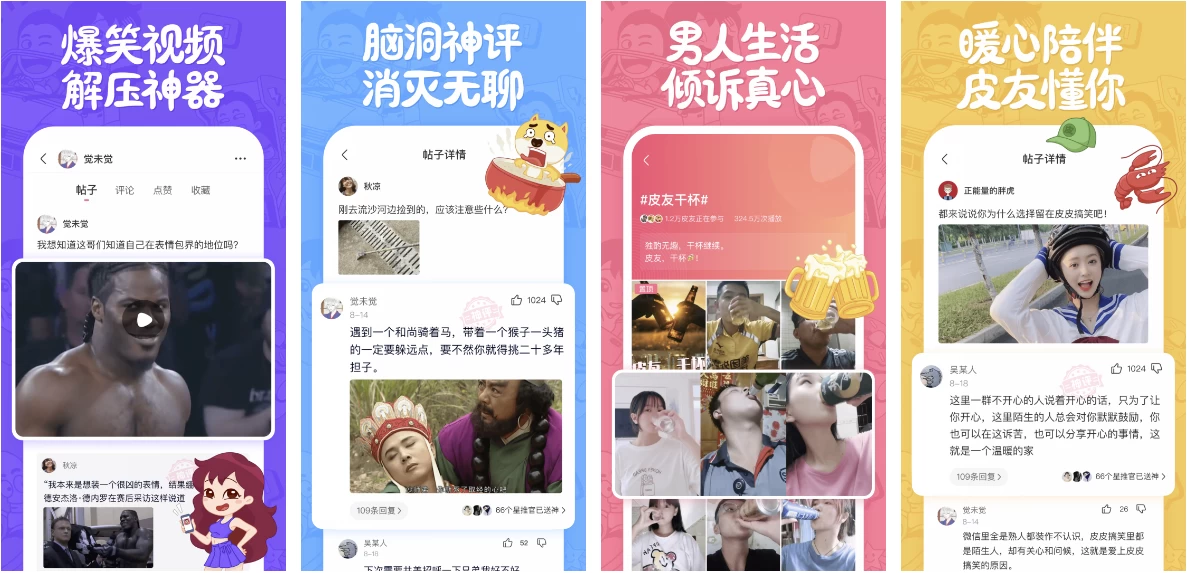 爆笑视频
解压神器
觉未觉
帖子 评论 点赞 收藏
觉未觉
我想知道这哥们知道自己在表情包界的地位吗?
秋凉
“我本来是想装一个很凶的表情,结果
德安杰洛·德内罗在赛后采访这样说道
脑洞神评
消灭无聊
帖子详情
秋凉
刚去流沙河边捡到的,应该注意些什么?
觉未觉
8-14
1024
遇到一个和尚骑着马,带着一个猴子一头猪
的一定要躲远点,要不然你就得挑二十多年
担子。
109条回复
66个星推官已送神
吴某人
8-18
52
男人生活
倾诉真心
#皮友干杯#
1.2万皮友正在参与 324.5万次播放
独酌无趣,干杯继续。
皮友,干杯!
置顶
暖心陪伴
皮友懂你
帖子详情
正能量的胖虎
都来说说你为什么选择留在皮皮搞笑吧!
吴某人
8-18
1024
这里一群不开心的人说着开心的话,只为了让
你开心,这里陌生的人总会对你默默鼓励,你
也可以在这诉苦,也可以分享开心的事情,这
就是一个温暖的家
109条回复
66个星推官已送神
觉未觉
8-14
26
微信里全是熟人都装作不认识,皮皮搞笑里都
是陌生人,却有关心和问候,这就是爱上皮皮
搞笑的原因。